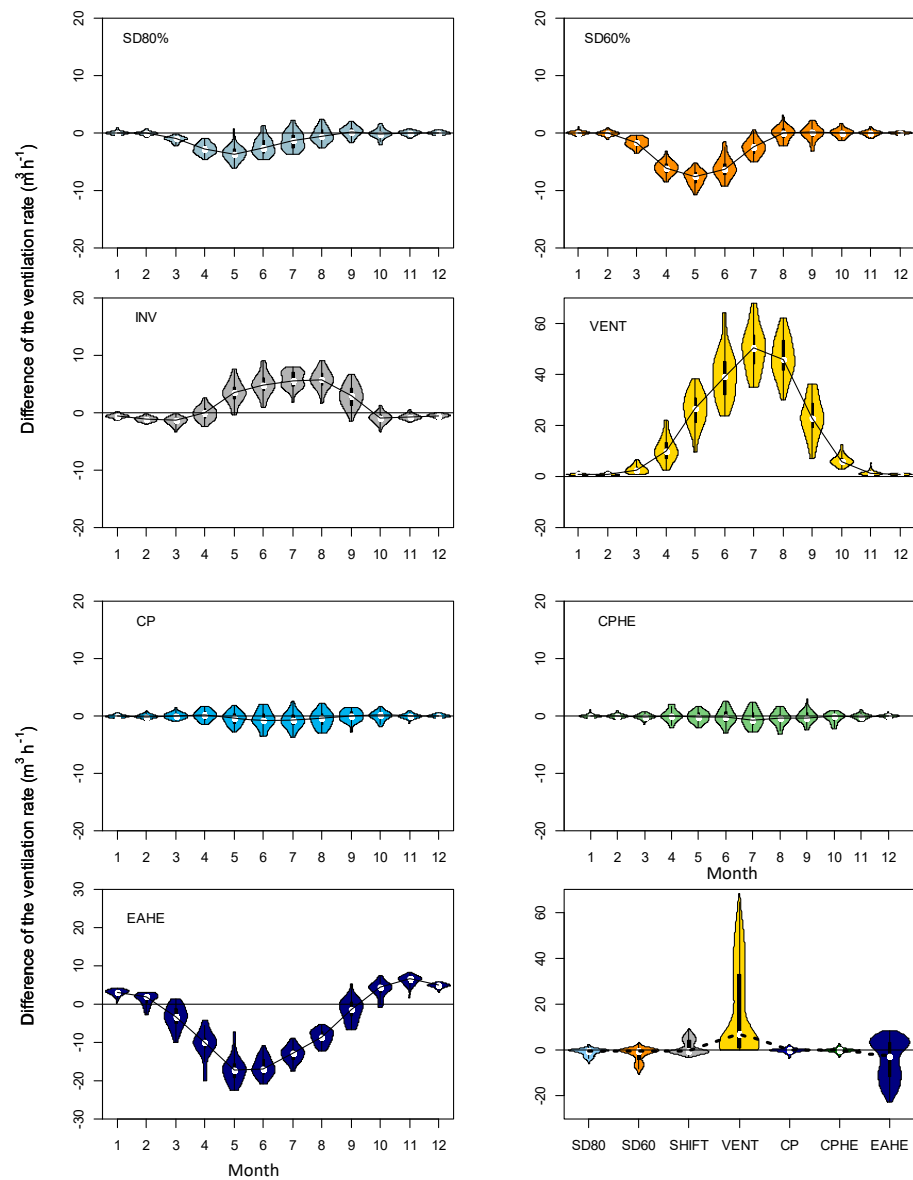 SD80%
20
10
0
-10
-20
1 2 3 4 5 6 7 8 9 10 11 12
SD60%
20
10
0
-10
-20
1 2 3 4 5 6 7 8 9 10 11 12
Difference of the ventilation rate (m³ h⁻¹)
INV
20
10
0
-10
20
1 2 3 4 5 6 7 8 9 10 11 12
VENT
60
40
20
0
20
1 2 3 4 5 6 7 8 9 10 11 12
CP
20
10
0
-10
-20
1 2 3 4 5 6 7 8 9 10 11 12
CPHE
20
10
0
-10
-20
1 2 3 4 5 6 7 8 9 10 11 12
Month
Difference of the ventilation rate (m³ h⁻¹)
EAHE
30
20
10
0
-10
-20
-30
1 2 3 4 5 6 7 8 9 10 11 12
Month
60
40
20
0
-20
SD80 SD60 SHIFT VENT CP CPHE EAHE